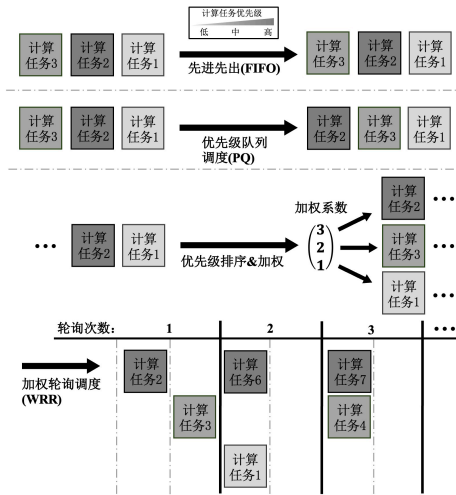 计算任务优先级
低 中 高
计算任务3 计算任务2 计算任务1
先进先出(FIFO)
计算任务3 计算任务2 计算任务1
计算任务3 计算任务2 计算任务1
优先级队列
调度(PQ)
计算任务2 计算任务3 计算任务1
... 计算任务2 计算任务1
优先级排序&加权
加权系数
3
2
1
计算任务2 ...
计算任务3 ...
计算任务1 ...
轮询次数: 1 2 3 ...
加权轮询调度
(WRR)
计算任务2 计算任务6 计算任务7
计算任务3 计算任务4
计算任务1